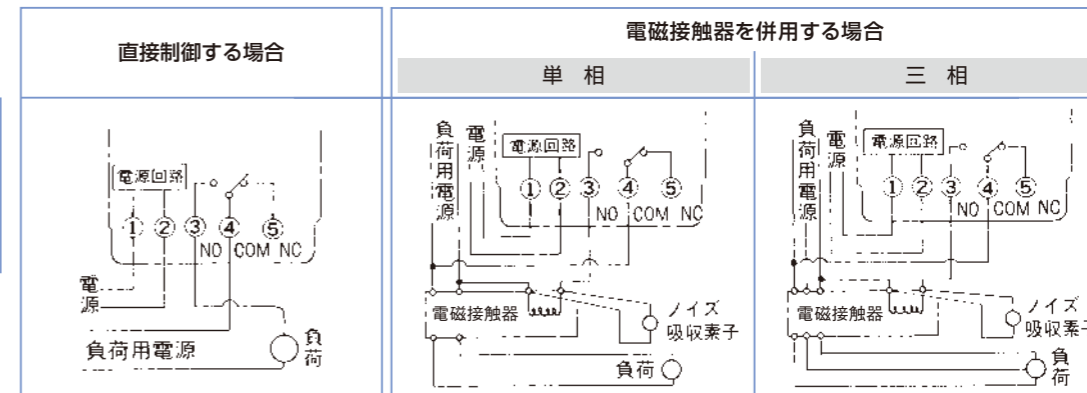 直接制御する場合
電磁接触器を併用する場合
単 相
三 相
電源回路
① ② ③ ④ ⑤
NO COM NC
電源
負荷用電源
負荷
負荷用電源
電源
電源回路
① ② ③ ④ ⑤
NO COM NC
電磁接触器
ノイズ
吸収素子
負荷
負荷用電源
電源
電源回路
① ② ③ ④ ⑤
NO COM NC
電磁接触器
ノイズ
吸収素子
負荷